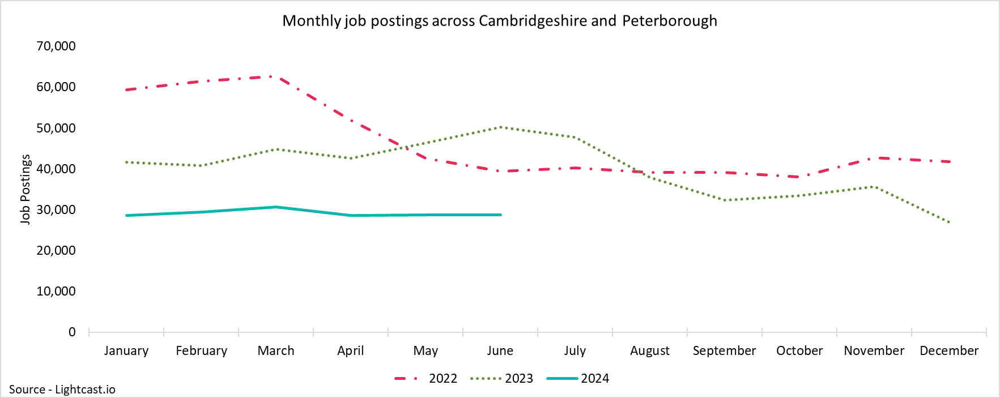 Monthly job postings across Cambridgeshire and Peterborough
70,000
60,000
50,000
40,000
30,000
20,000
10,000
0
Job Postings
January February March April May June July August September October November December
2022 2023 2024
Source - Lightcast.io